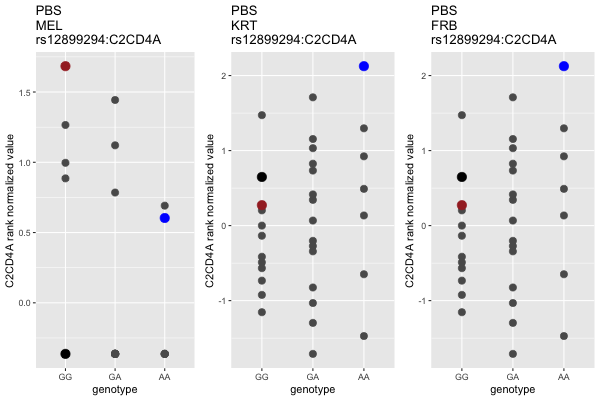 PBS
MEL
rs12899294:C2CD4A
C2CD4A rank normalized value
1.5
1.0
0.5
0.0
GG
GA
AA
genotype
PBS
KRT
rs12899294:C2CD4A
C2CD4A rank normalized value
2
1
0
-1
GG
GA
AA
genotype
PBS
FRB
rs12899294:C2CD4A
C2CD4A rank normalized value
2
1
0
-1
GG
GA
AA
genotype